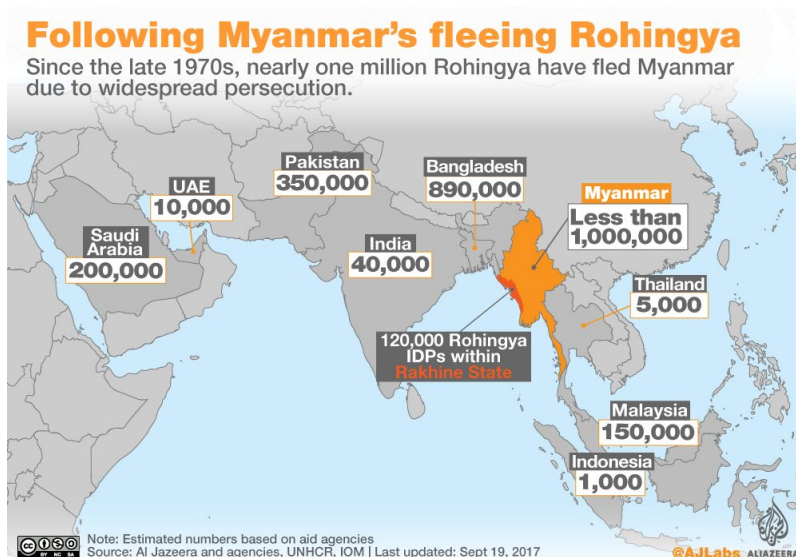 Following Myanmar's fleeing Rohingya
Since the late 1970s, nearly one million Rohingya have fled Myanmar
due to widespread persecution.
Pakistan
350,000
Bangladesh
890,000
UAE
10,000
Myanmar
Less than
1,000,000
Saudi
Arabia
200,000
India
40,000
Thailand
5,000
120,000 Rohingya
IDPs within
Rakhine State
Malaysia
150,000
Indonesia
1,000
cc BY NC SA
Note: Estimated numbers based on aid agencies
Source: Al Jazeera and agencies, UNHCR, IOM | Last updated: Sept 19, 2017
@AJLabs ALJAZEERA